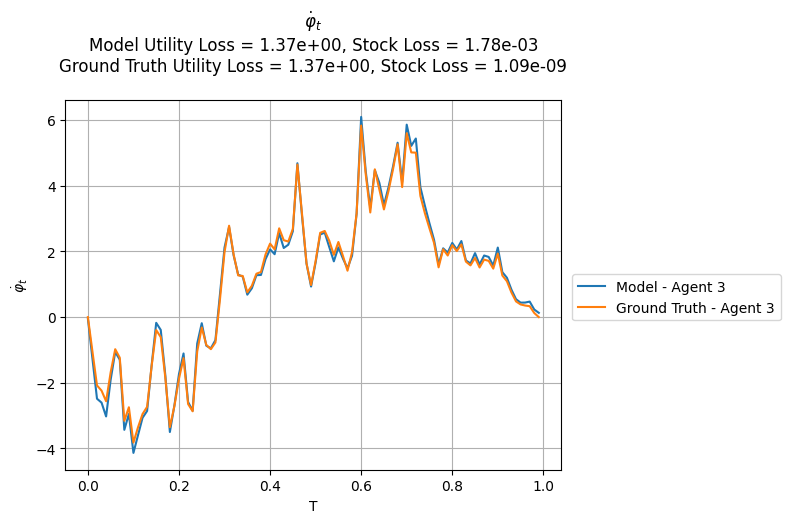 φ̇ₜ
Model Utility Loss = 1.37e+00, Stock Loss = 1.78e-03
Ground Truth Utility Loss = 1.37e+00, Stock Loss = 1.09e-09
6
4
2
0
−2
−4
φ̇ₜ
0.0 0.2 0.4 0.6 0.8 1.0
T
Model - Agent 3
Ground Truth - Agent 3